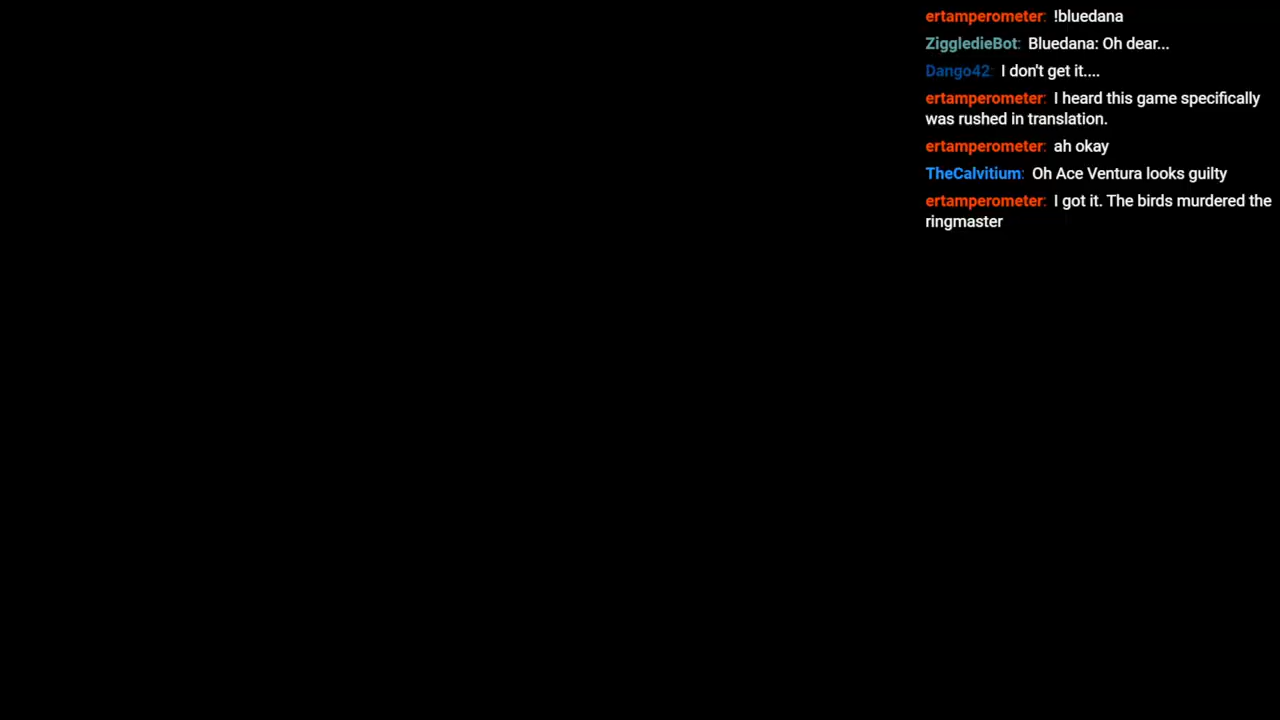 ertamperometer: !bluedana
ZiggledieBot: Bluedana: Oh dear...
Dango42: I don't get it....
ertamperometer: I heard this game specifically
was rushed in translation.
ertamperometer: ah okay
TheCalvitium: Oh Ace Ventura looks guilty
ertamperometer: I got it. The birds murdered the
ringmaster